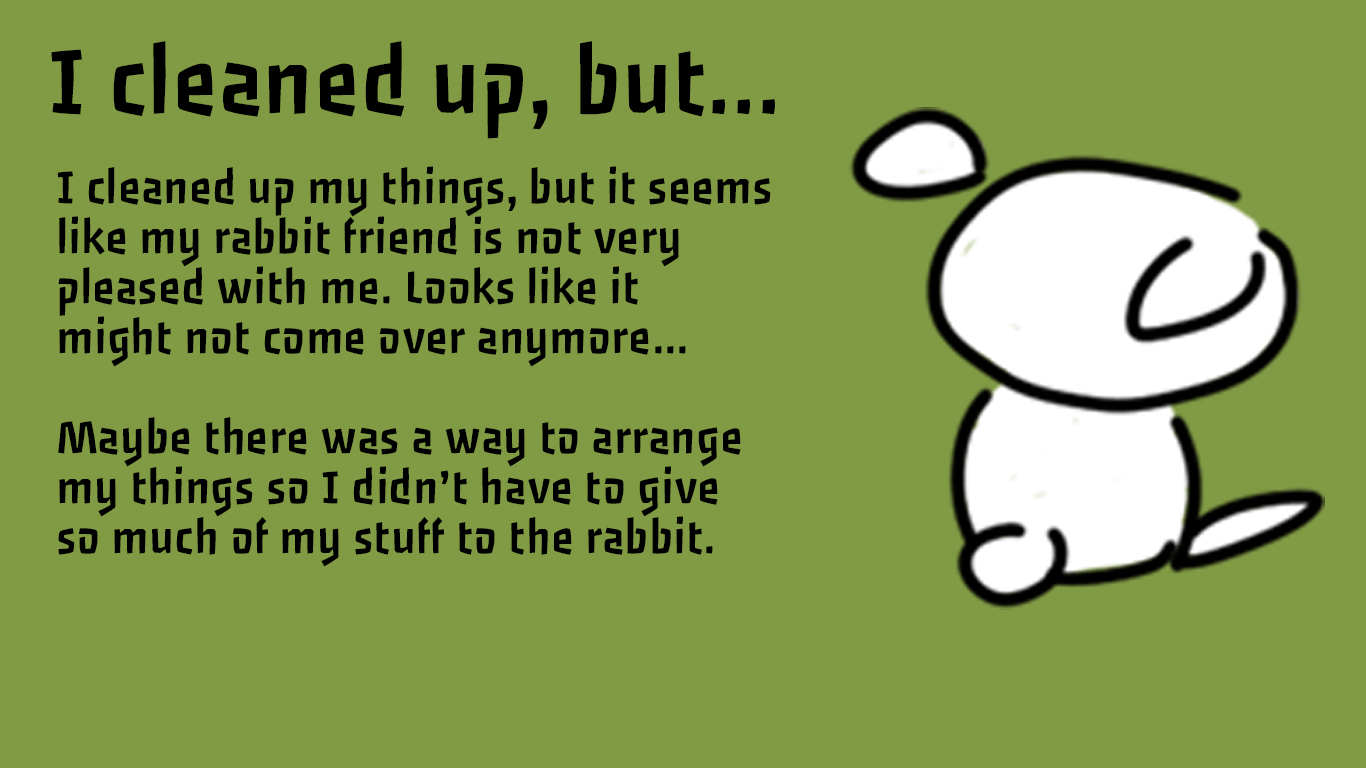 I cleaned up, but...
I cleaned up my things, but it seems
like my rabbit friend is not very
pleased with me. Looks like it
might not come over anymore...
Maybe there was a way to arrange
my things so I didn't have to give
so much of my stuff to the rabbit.